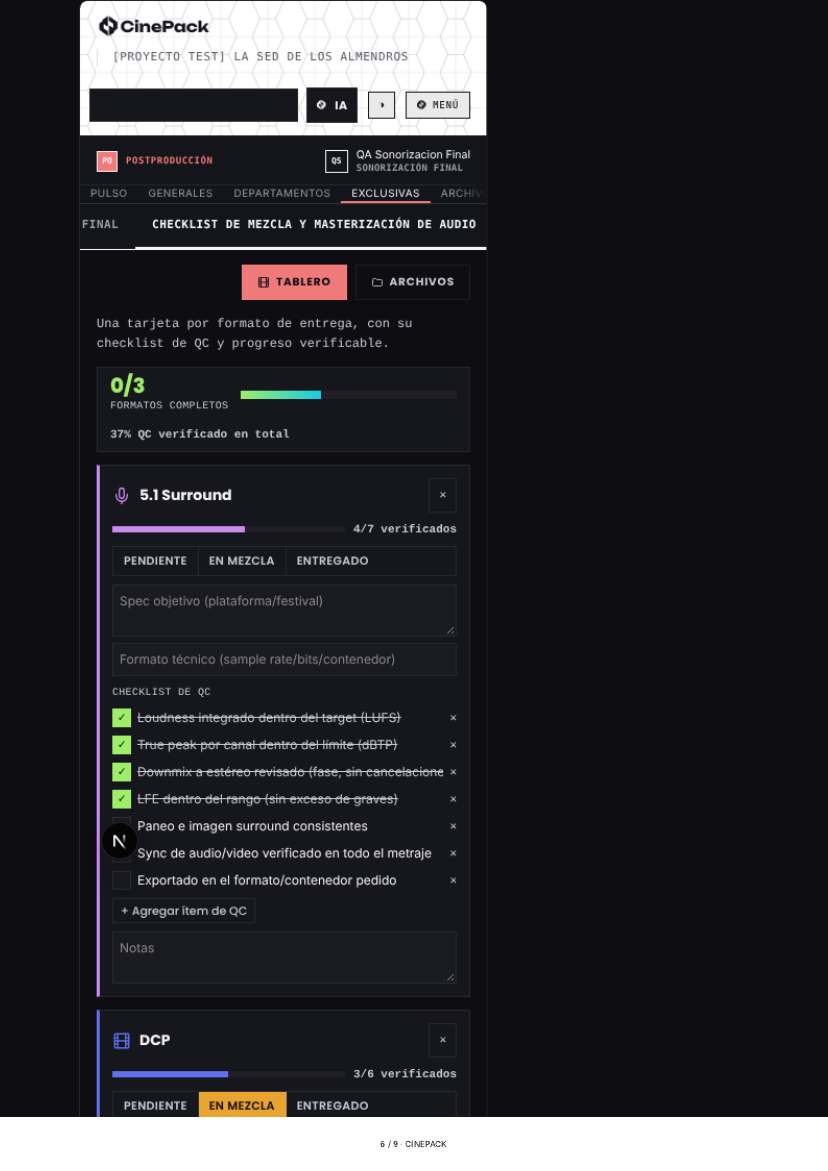 CinePack
[PROYECTO TEST] LA SED DE LOS ALMENDROS
IA
MENÚ
PO POSTPRODUCCIÓN
QS QA Sonorizacion Final
SONORIZACIÓN FINAL
PULSO GENERALES DEPARTAMENTOS EXCLUSIVAS ARCHIV
FINAL CHECKLIST DE MEZCLA Y MASTERIZACIÓN DE AUDIO
TABLERO ARCHIVOS
Una tarjeta por formato de entrega, con su
checklist de QC y progreso verificable.
0/3
FORMATOS COMPLETOS
37% QC verificado en total
5.1 Surround ×
4/7 verificados
PENDIENTE EN MEZCLA ENTREGADO
Spec objetivo (plataforma/festival)
Formato técnico (sample rate/bits/contenedor)
CHECKLIST DE QC
✓ Loudness integrado dentro del target (LUFS) ×
✓ True peak por canal dentro del límite (dBTP) ×
✓ Downmix a estéreo revisado (fase, sin cancelacione ×
✓ LFE dentro del rango (sin exceso de graves) ×
Paneo e imagen surround consistentes ×
N
Sync de audio/video verificado en todo el metraje ×
Exportado en el formato/contenedor pedido ×
+ Agregar ítem de QC
Notas
DCP ×
3/6 verificados
PENDIENTE EN MEZCLA ENTREGADO
6 / 9 · CINEPACK